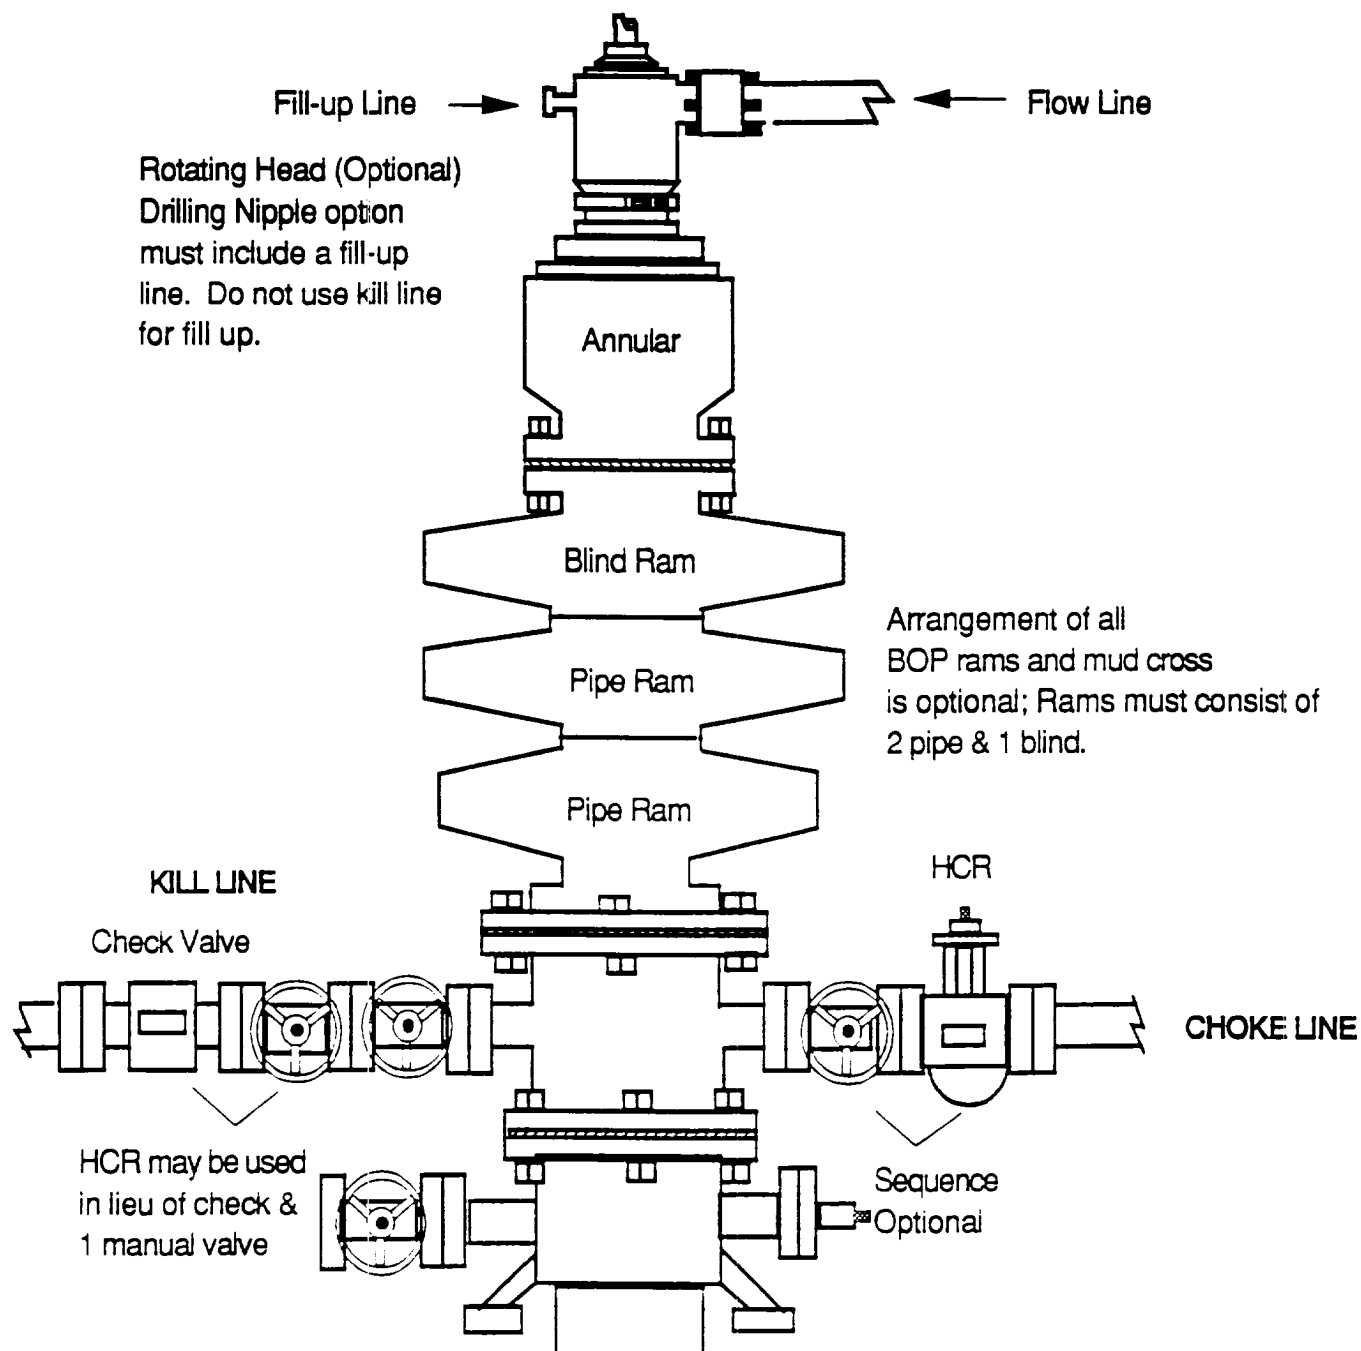 Fill-up Line
Flow Line
Rotating Head (Optional)
Drilling Nipple option
must include a fill-up
line. Do not use kill line
for fill up.
Annular
Blind Ram
Arrangement of all
BOP rams and mud cross
is optional; Rams must consist of
2 pipe & 1 blind.
Pipe Ram
Pipe Ram
HCR
KILL LINE
Check Valve
CHOKE LINE
HCR may be used
in lieu of check &
1 manual valve
Sequence
Optional